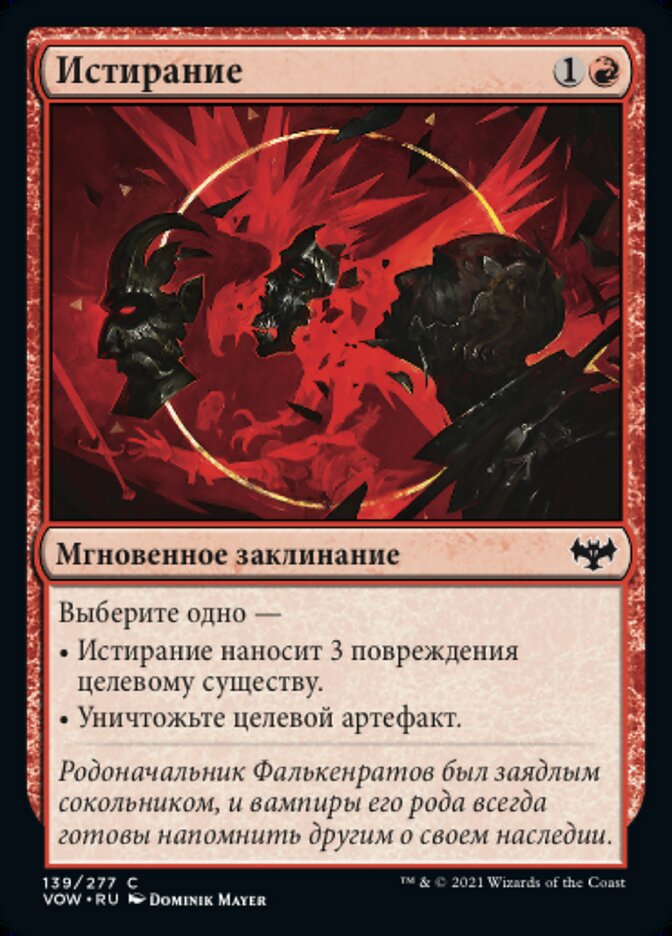 Истирание
1
Мгновенное заклинание
Выберите одно —
• Истирание наносит 3 повреждения
целевому существу.
• Уничтожьте целевой артефакт.
Родоначальник Фалькенратов был заядлым
сокольником, и вампиры его рода всегда
готовы напомнить другим о своем наследии.
139/277 C
VOW • RU Dominik Mayer
™ & © 2021 Wizards of the Coast